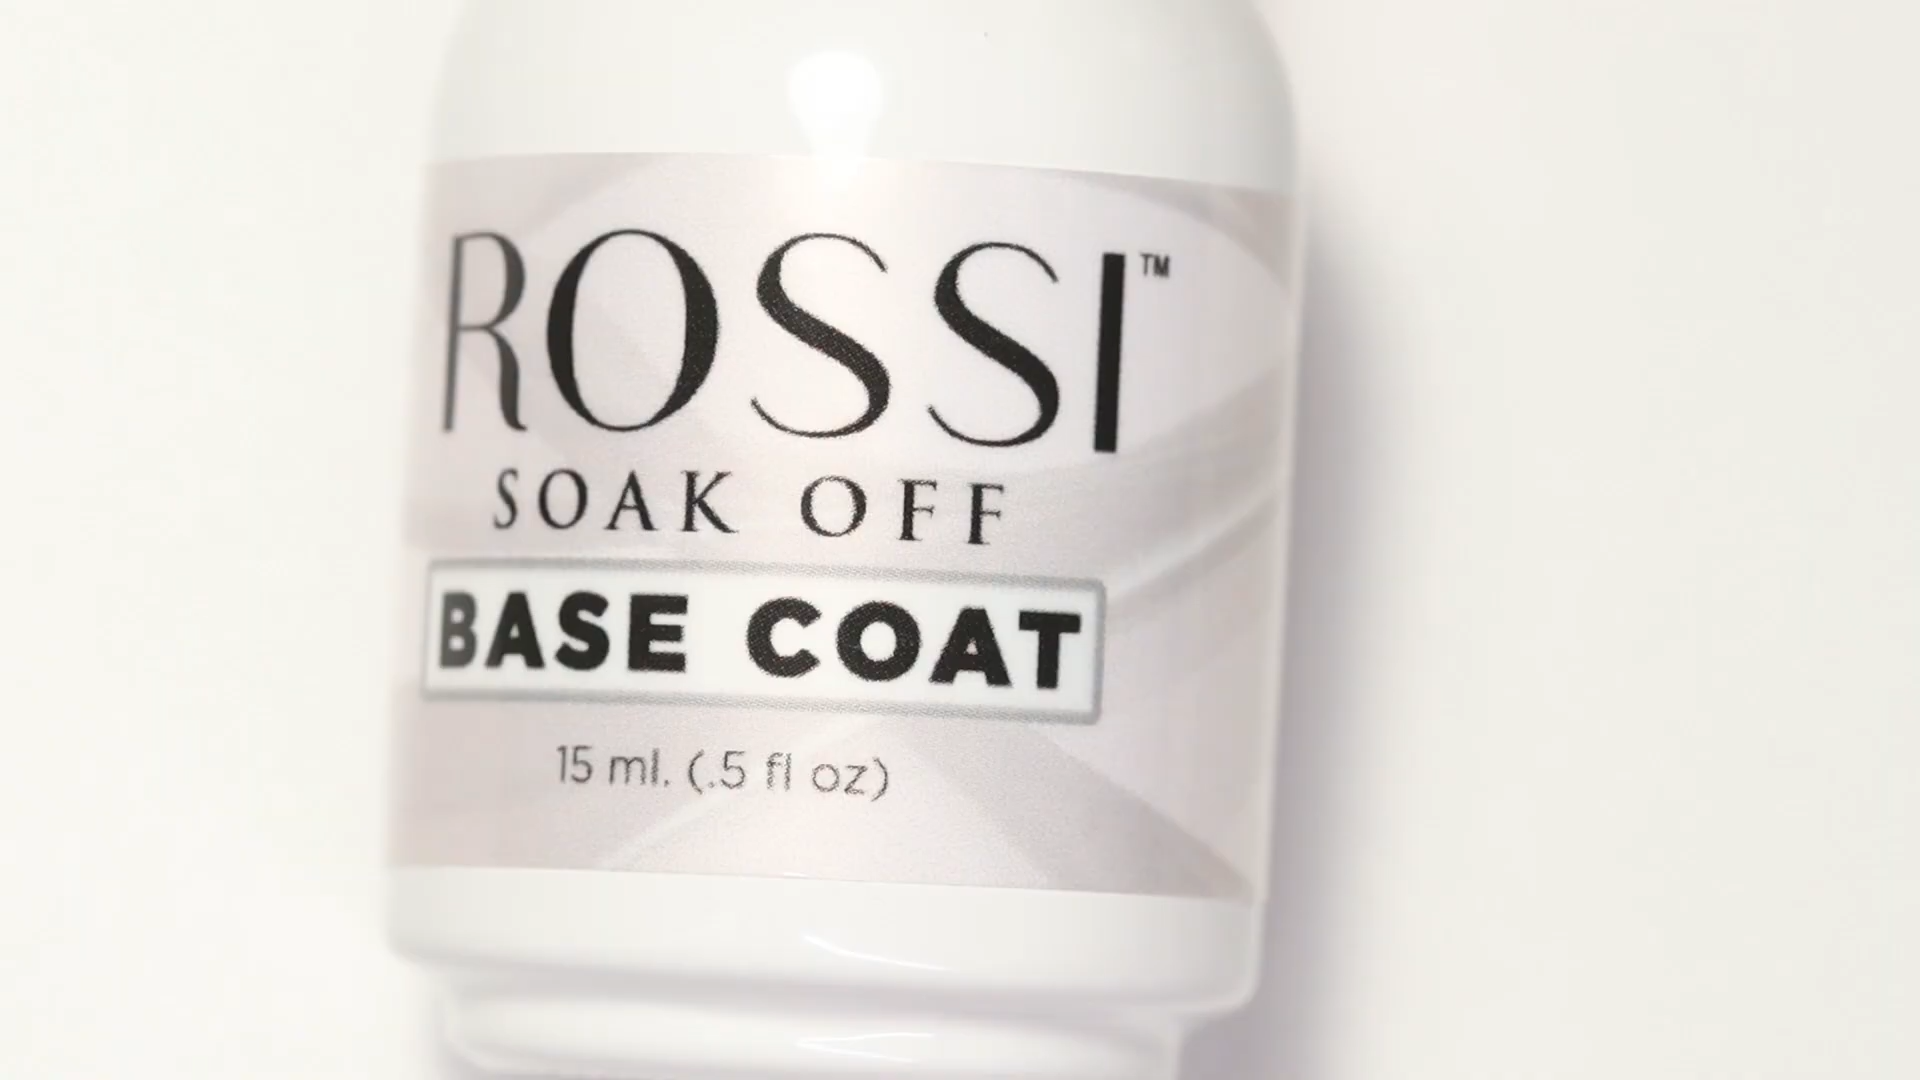 ROSSI™
SOAK OFF
BASE COAT
15 ml. (.5 fl oz)